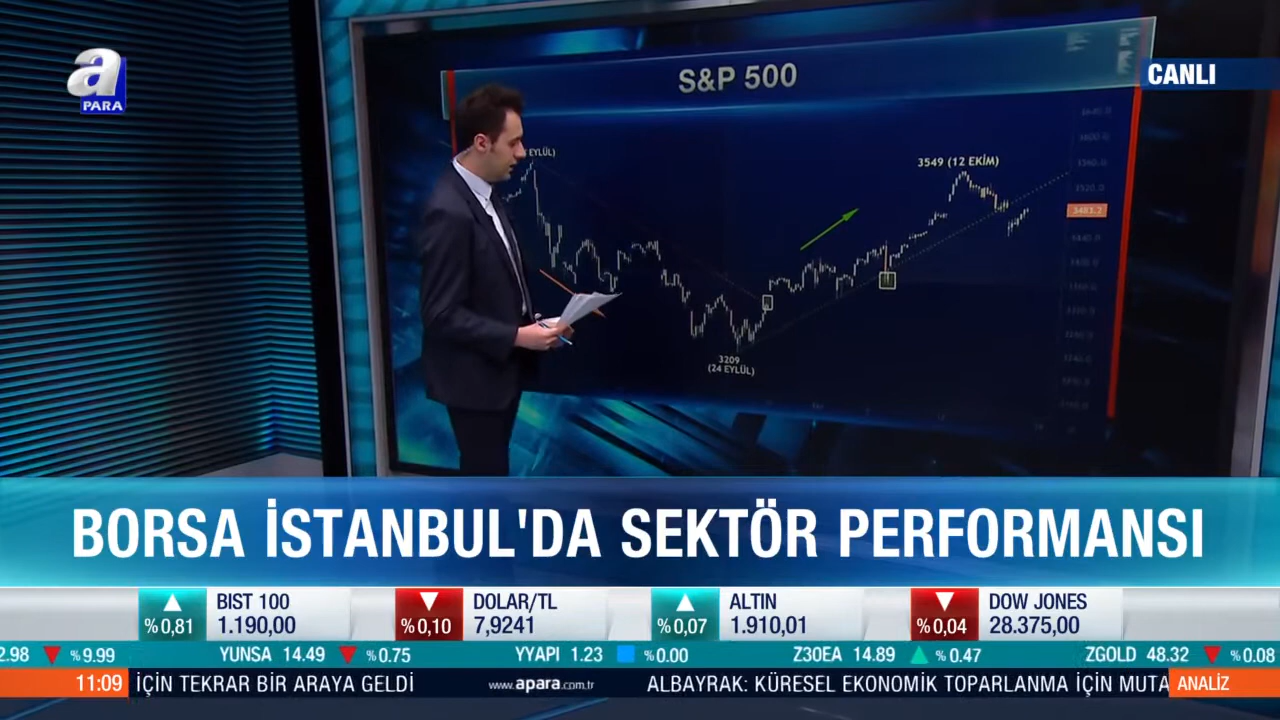 a
PARA
S&P 500
CANLI
EYLÜL)
3549 (12 EKİM)
3483.2
3209
(24 EYLÜL)
BORSA İSTANBUL'DA SEKTÖR PERFORMANSI
%0,81 BIST 100 1.190,00
%0,10 DOLAR/TL 7,9241
%0,07 ALTIN 1.910,01
%0,04 DOW JONES 28.375,00
2.98 %9.99 YUNSA 14.49 %0.75 YYAPI 1.23 %0.00 Z30EA 14.89 %0.47 ZGOLD 48.32 %0.08
11:09 İÇİN TEKRAR BİR ARAYA GELDİ www.apara.com.tr ALBAYRAK: KÜRESEL EKONOMİK TOPARLANMA İÇİN MUTA ANALİZ